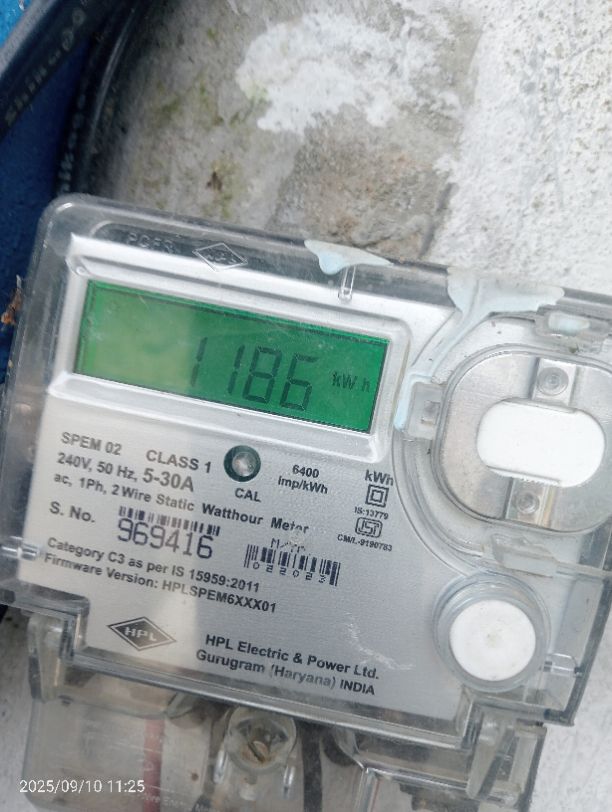 HPL
1186 kWh
SPEM 02 CLASS 1
240V, 50 Hz, 5-30A
ac, 1Ph, 2 Wire Static Watthour Meter
CAL
6400
imp/kWh
kWh
IS:13779
CM/L-9190783
S. No. 969416
022023
Category C3 as per IS 15959:2011
Firmware Version: HPLSPEM6XXX01
HPL
HPL Electric & Power Ltd.
Gurugram (Haryana) INDIA
2025/09/10 11:25